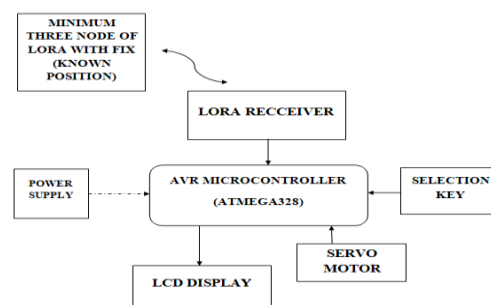 MINIMUM
THREE NODE OF
LORA WITH FIX
(KNOWN
POSITION)
LORA RECCEIVER
POWER
SUPPLY
AVR MICROCONTROLLER
(ATMEGA328)
SELECTION
KEY
SERVO
MOTOR
LCD DISPLAY